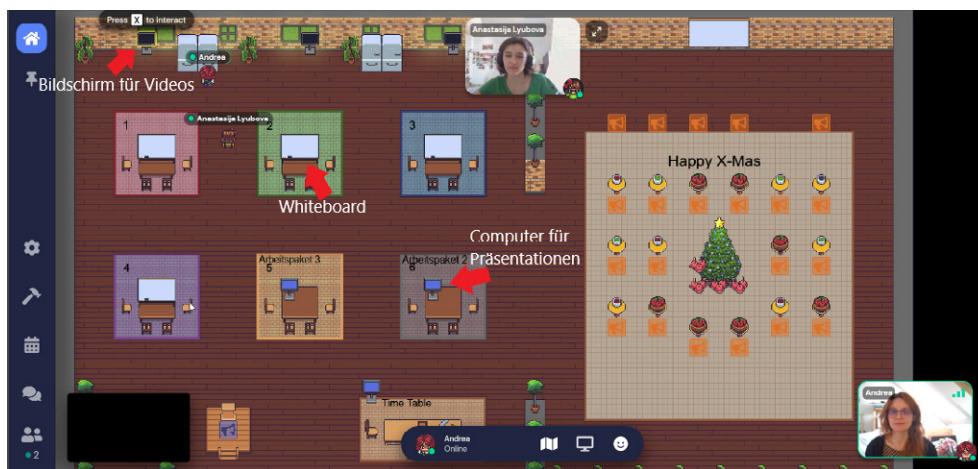 Press X to interact
Anastasija Lyubova
Andrea
Bildschirm für Videos
Anastasija Lyubova
1
2
3
Happy X-Mas
Whiteboard
Computer für
Präsentationen
4
Arbeitspaket 3
5
Arbeitspaket 2
6
Time Table
Andrea
Online
Andrea
2